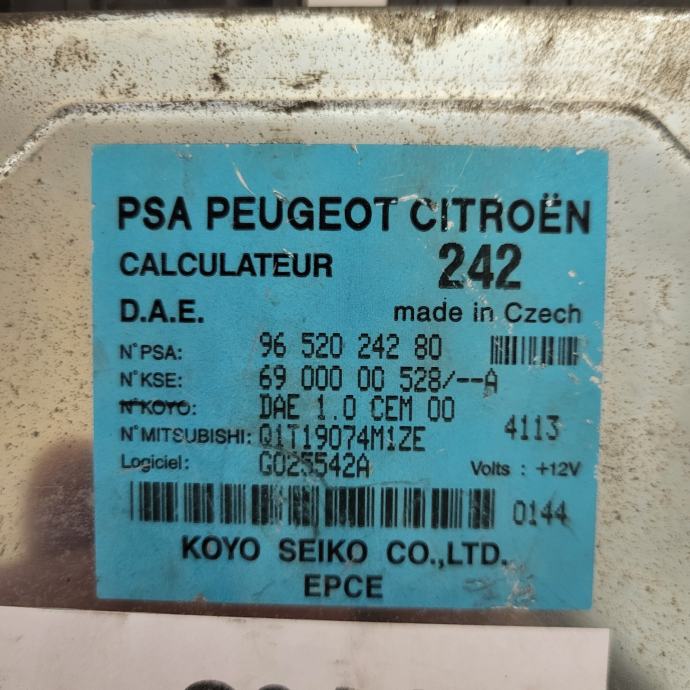 PSA PEUGEOT CITROËN
CALCULATEUR 242
D.A.E. made in Czech
N°PSA: 96 520 242 80
N°KSE: 69 000 00 528/--A
N°KOYO: DAE 1.0 CEM 00
N°MITSUBISHI: Q1T19074M1ZE 4113
Logiciel: G025542A Volts : +12V
0144
KOYO SEIKO CO.,LTD.
EPCE